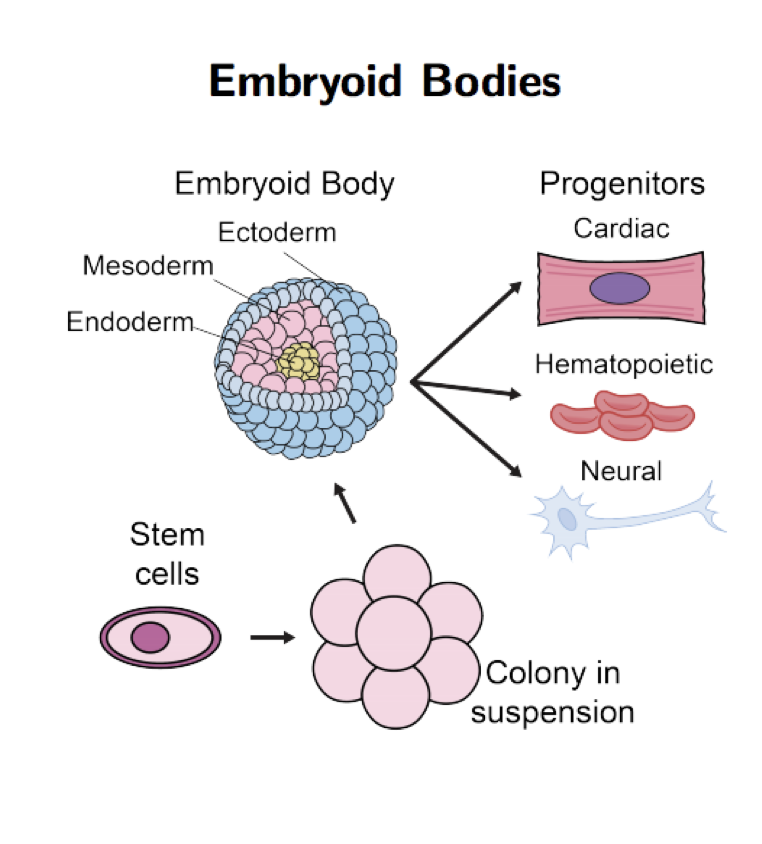 Embryoid Bodies
Embryoid Body
Ectoderm
Mesoderm
Endoderm
Progenitors
Cardiac
Hematopoietic
Neural
Stem
cells
Colony in
suspension